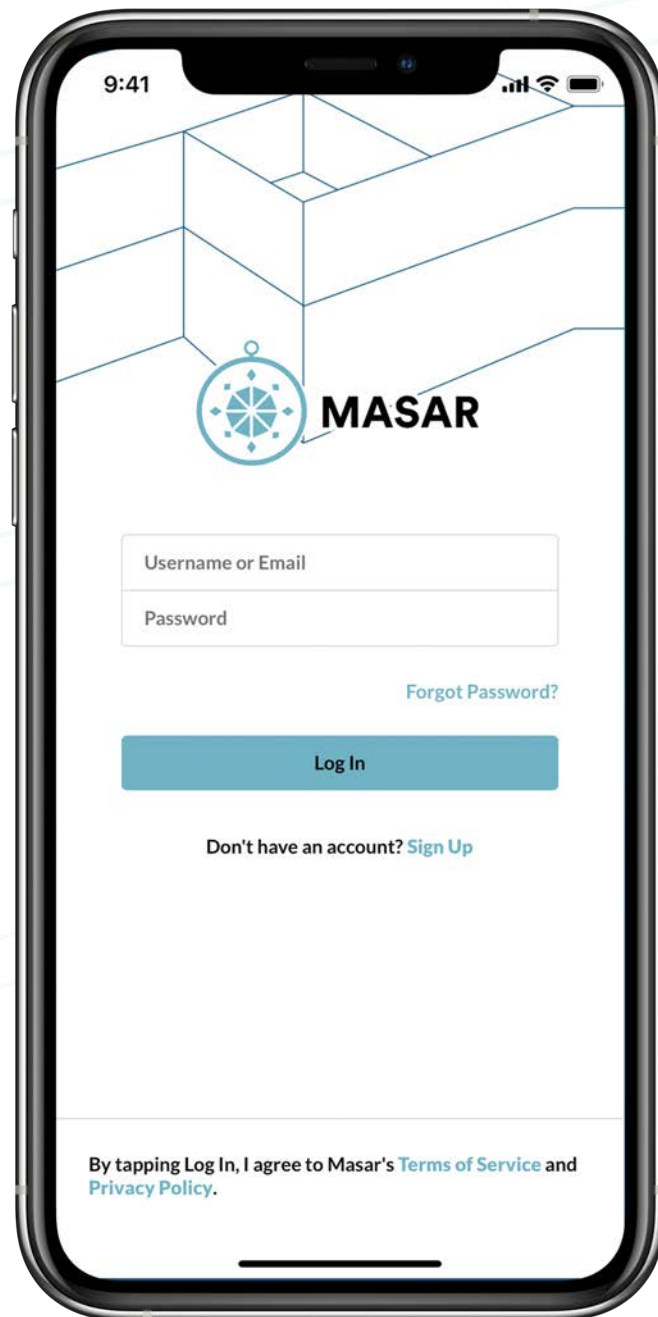 9:41
MASAR
Username or Email
Password
Forgot Password?
Log In
Don't have an account? Sign Up
By tapping Log In, I agree to Masar's Terms of Service and
Privacy Policy.